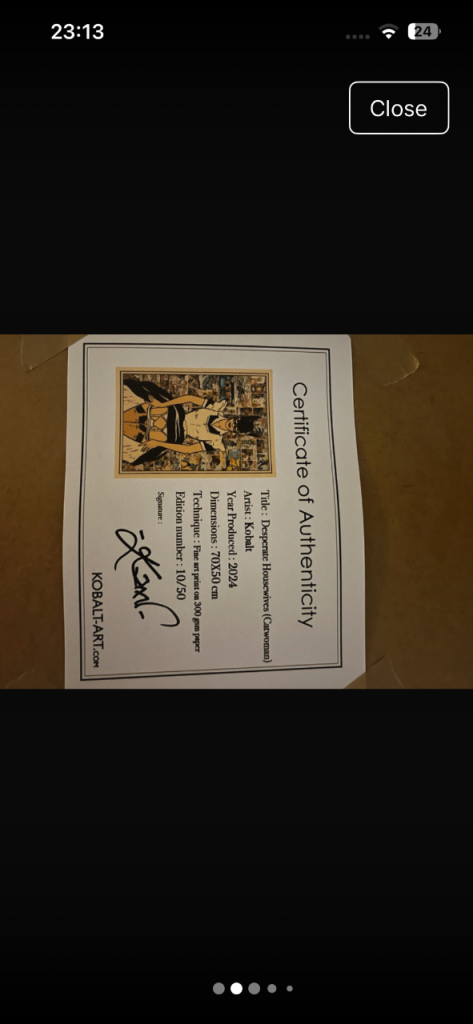 23:13
24
Close
Certificate of Authenticity
Title : Desperate Housewives (Catwoman)
Artist : Kobalt
Year Produced : 2024
Dimensions : 70X50 cm
Technique : Fine art print on 300 gsm paper
Edition number : 10/50
Signature :
KOBALT-ART.COM